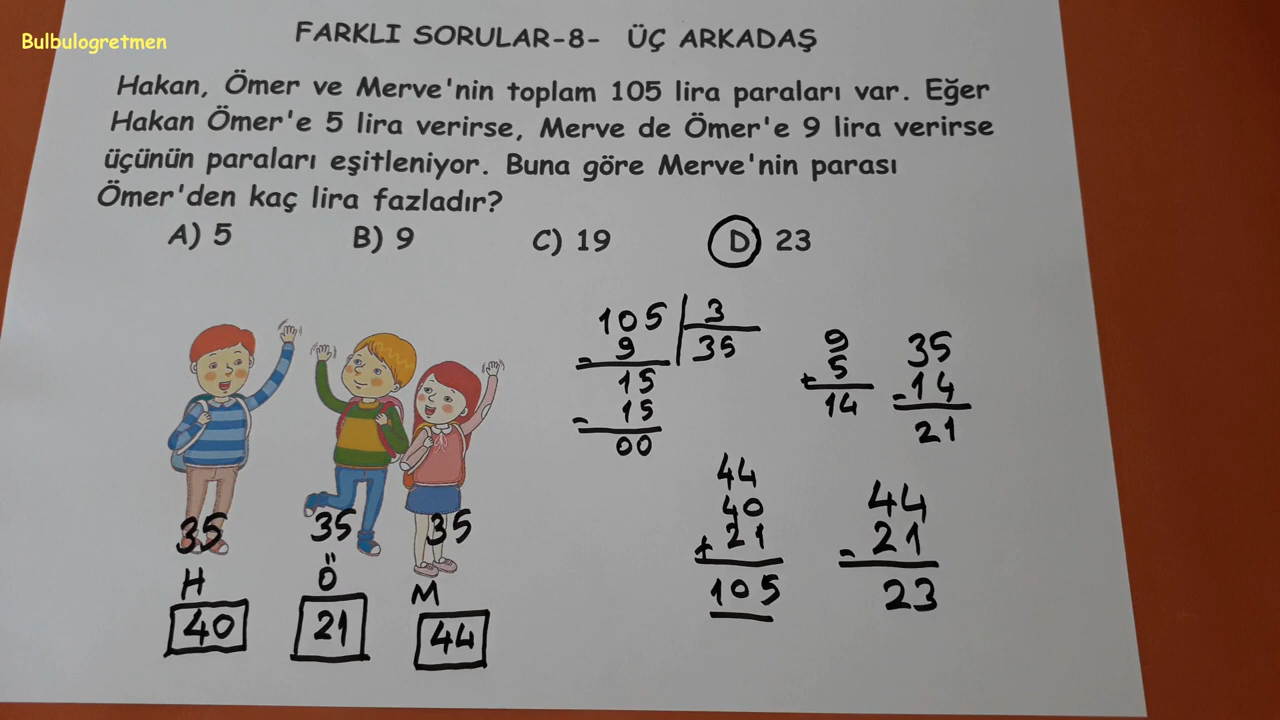 Bulbulogretmen
FARKLI SORULAR-8- ÜÇ ARKADAŞ
Hakan, Ömer ve Merve'nin toplam 105 lira paraları var. Eğer
Hakan Ömer'e 5 lira verirse, Merve de Ömer'e 9 lira verirse
üçünün paraları eşitleniyor. Buna göre Merve'nin parası
Ömer'den kaç lira fazladır?
A) 5 B) 9 C) 19 D 23
105 3
- 9 35
15
- 15
00
9
5
+
14
35
-14
21
44
40
+ 21
105
44
- 21
23
35 35 35
H Ö M
40 21 44